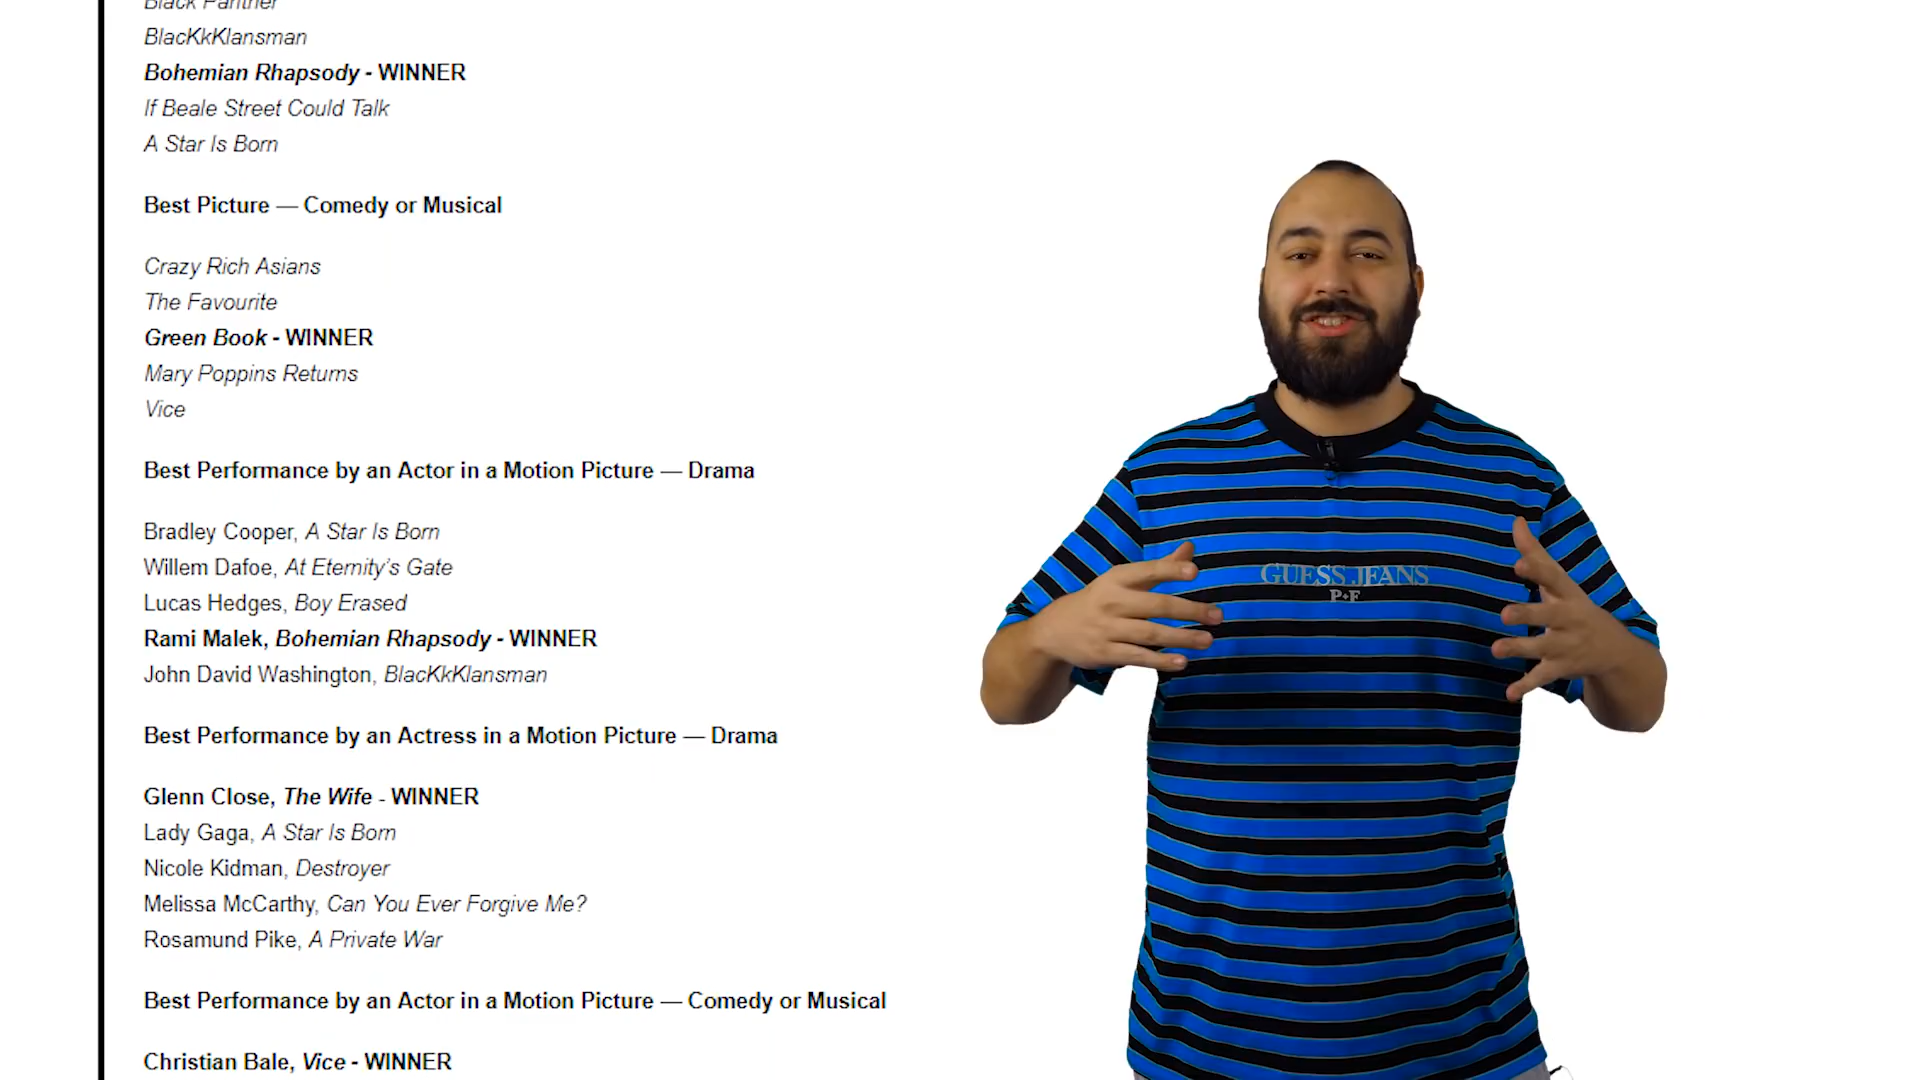 Black Panther
BlacKkKlansman
Bohemian Rhapsody - WINNER
If Beale Street Could Talk
A Star Is Born
Best Picture — Comedy or Musical
Crazy Rich Asians
The Favourite
Green Book - WINNER
Mary Poppins Returns
Vice
Best Performance by an Actor in a Motion Picture — Drama
Bradley Cooper, A Star Is Born
Willem Dafoe, At Eternity's Gate
Lucas Hedges, Boy Erased
Rami Malek, Bohemian Rhapsody - WINNER
John David Washington, BlacKkKlansman
Best Performance by an Actress in a Motion Picture — Drama
Glenn Close, The Wife - WINNER
Lady Gaga, A Star Is Born
Nicole Kidman, Destroyer
Melissa McCarthy, Can You Ever Forgive Me?
Rosamund Pike, A Private War
Best Performance by an Actor in a Motion Picture — Comedy or Musical
Christian Bale, Vice - WINNER
GUESS JEANS
P+F